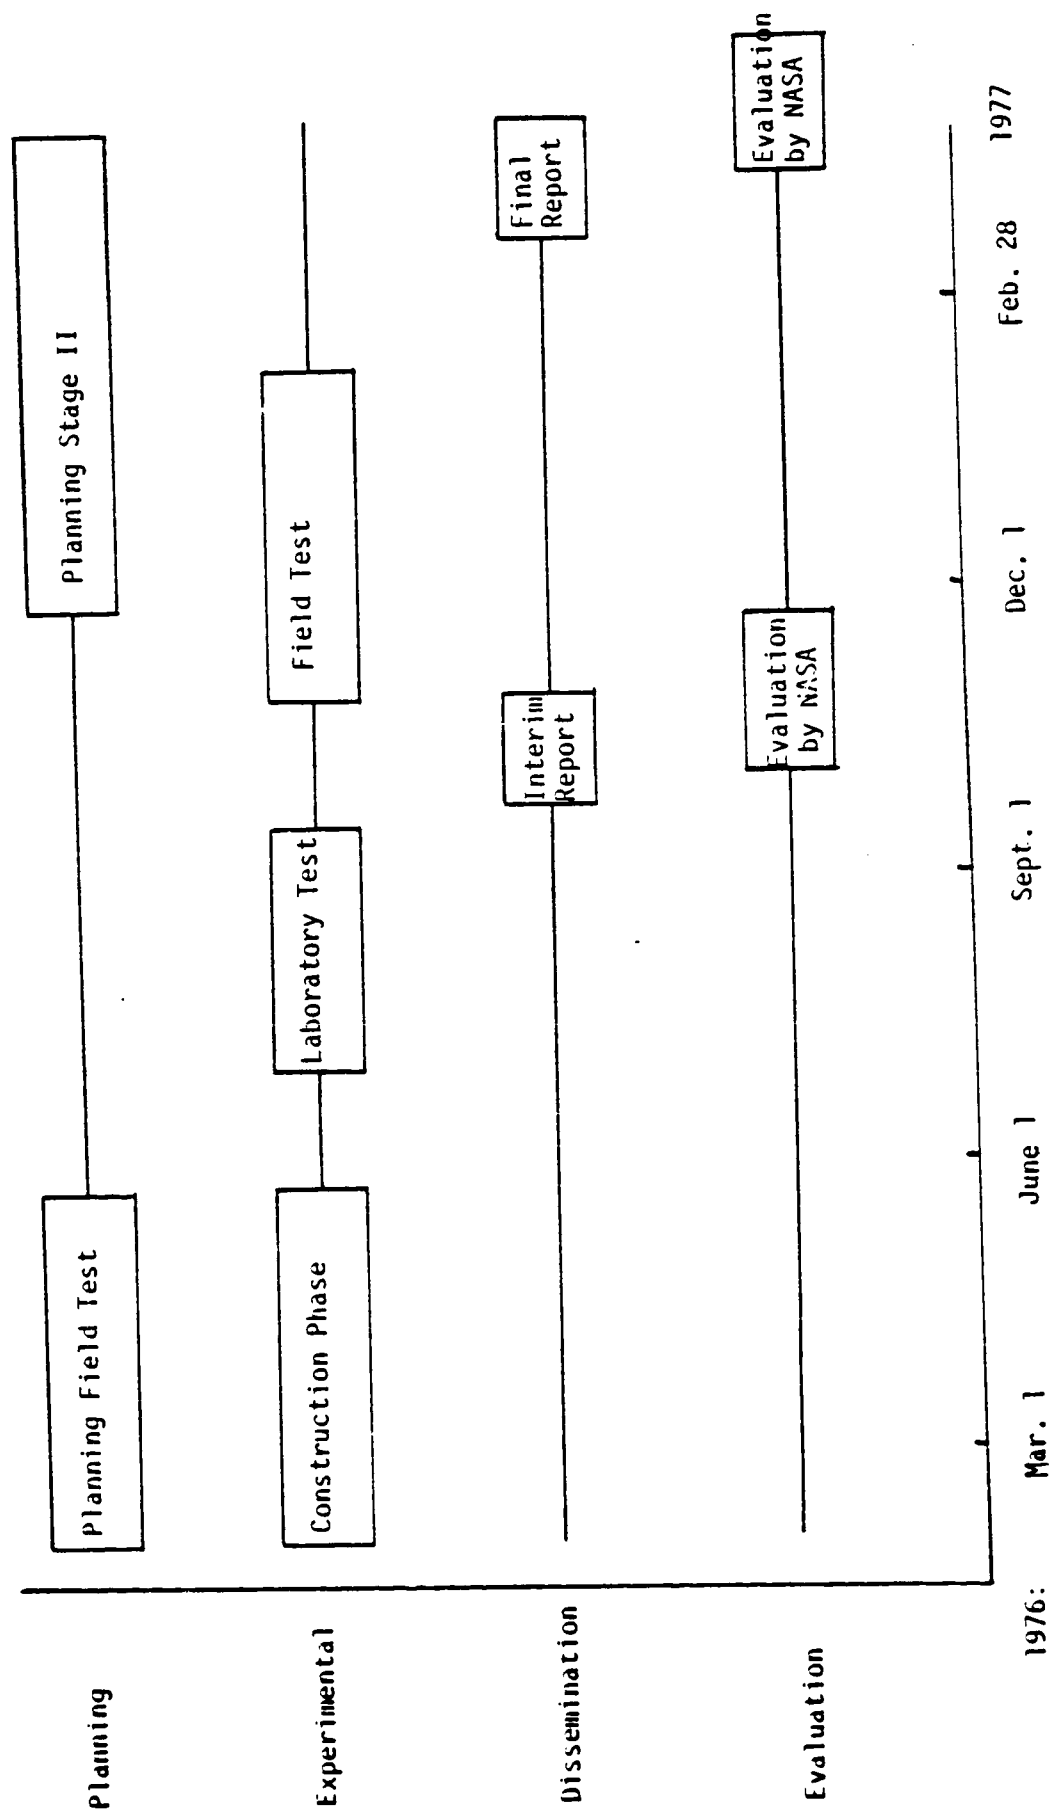 Planning
Planning Field Test
Planning Stage II
Experimental
Construction Phase
Laboratory Test
Field Test
Dissemination
Interim
Report
Final
Report
Evaluation
Evaluation
by NASA
Evaluation
by NASA
1976:
Mar. 1
June 1
Sept. 1
Dec. 1
Feb. 28
1977